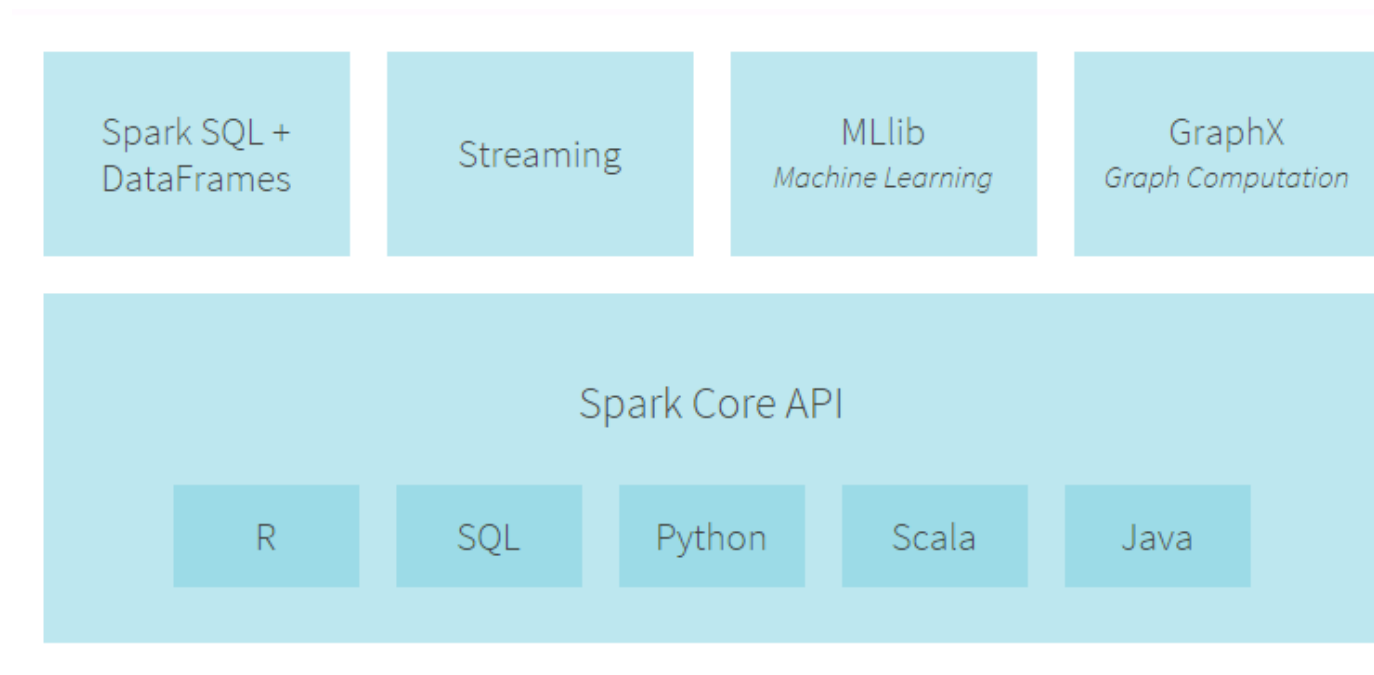 Spark SQL +
DataFrames
Streaming
MLlib
Machine Learning
GraphX
Graph Computation
Spark Core API
R
SQL
Python
Scala
Java